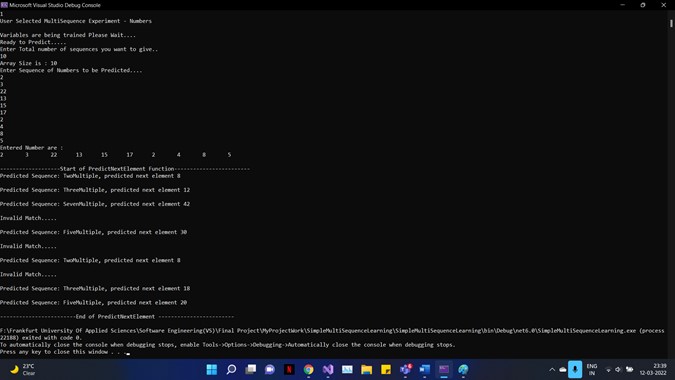 Microsoft Visual Studio Debug Console
1
User Selected MultiSequence Experiment - Numbers
Variables are being trained Please Wait....
Ready to Predict.....
Enter Total number of sequences you want to give..
10
Array Size is : 10
Enter Sequence of Numbers to be Predicted....
2
3
22
13
15
17
2
4
8
5
Entered Number are :
2 3 22 13 15 17 2 4 8 5
-------------------Start of PredictNextElement Function------------------------
Predicted Sequence: TwoMultiple, predicted next element 8
Predicted Sequence: ThreeMultiple, predicted next element 12
Predicted Sequence: SevenMultiple, predicted next element 42
Invalid Match.....
Predicted Sequence: FiveMultiple, predicted next element 30
Invalid Match.....
Predicted Sequence: TwoMultiple, predicted next element 8
Invalid Match.....
Predicted Sequence: ThreeMultiple, predicted next element 18
Predicted Sequence: FiveMultiple, predicted next element 20
------------------------End of PredictNextElement ------------------------
F:\Frankfurt University Of Applied Sciences\Software Engineering(VS)\Final Project\MyProjectWork\SimpleMultiSequenceLearning\SimpleMultiSequenceLearning\bin\Debug\net6.0\SimpleMultiSequenceLearning.exe (process
22188) exited with code 0.
To automatically close the console when debugging stops, enable Tools->Options->Debugging->Automatically close the console when debugging stops.
Press any key to close this window . . .
23°C
Clear
ENG
IN
23:39
12-03-2022